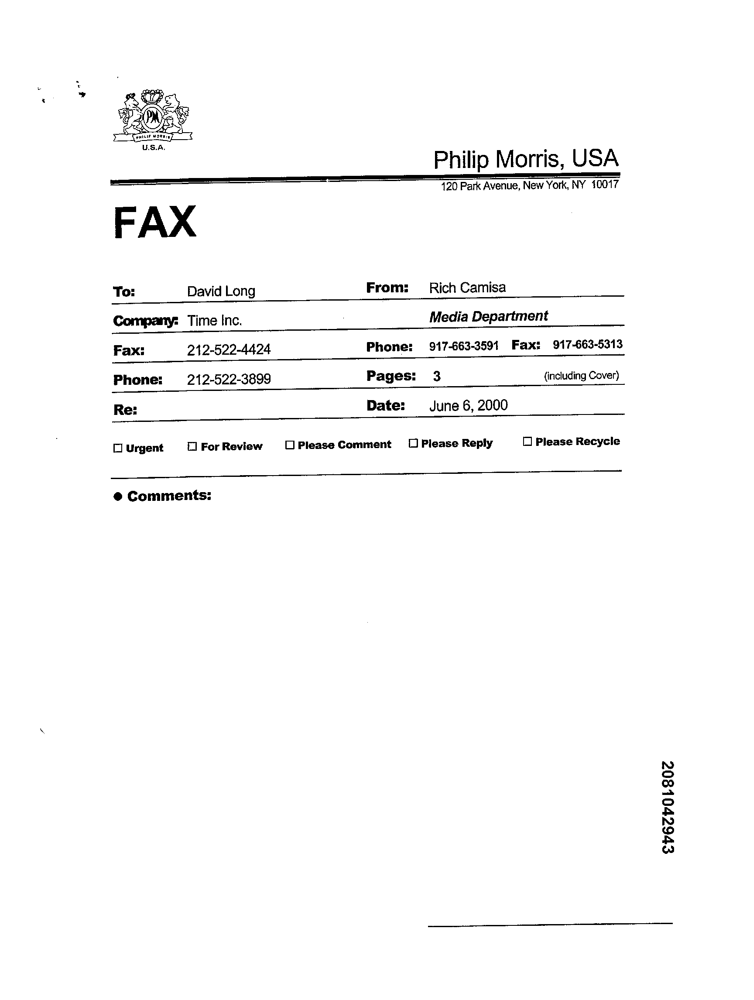 PM
PHILIP MORRIS
U.S.A.
Philip Morris, USA
120 Park Avenue, New York, NY 10017
FAX
To: David Long From: Rich Camisa
Company: Time Inc. Media Department
Fax: 212-522-4424 Phone: 917-663-3591 Fax: 917-663-5313
Phone: 212-522-3899 Pages: 3 (including Cover)
Re: Date: June 6, 2000
☐ Urgent ☐ For Review ☐ Please Comment ☐ Please Reply ☐ Please Recycle
● Comments:
2081042943